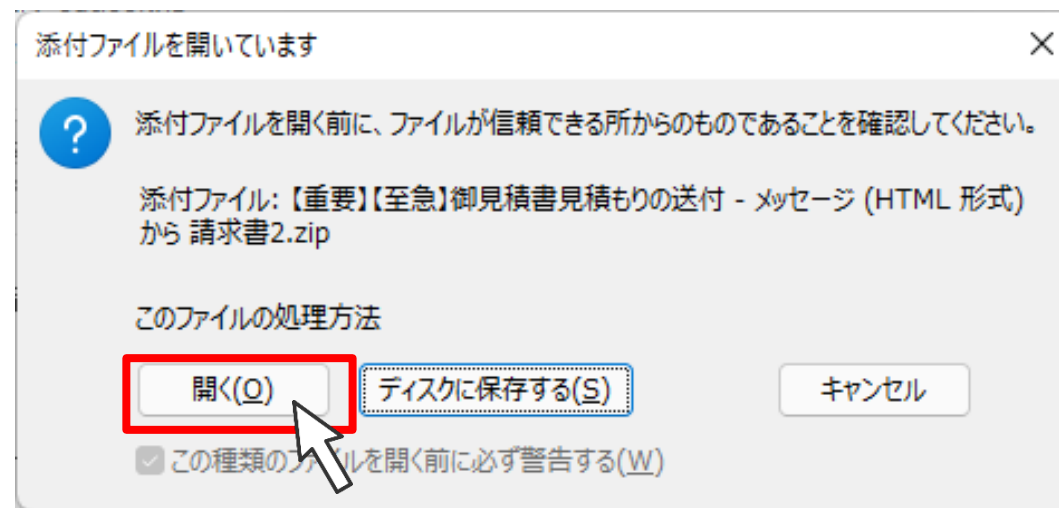 添付ファイルを開いています
添付ファイルを開く前に、ファイルが信頼できる所からのものであることを確認してください。
添付ファイル: 【重要】【至急】御見積書見積もりの送付 - メッセージ (HTML 形式)
から 請求書2.zip
このファイルの処理方法
開く(O) ディスクに保存する(S) キャンセル
この種類のファイルを開く前に必ず警告する(W)